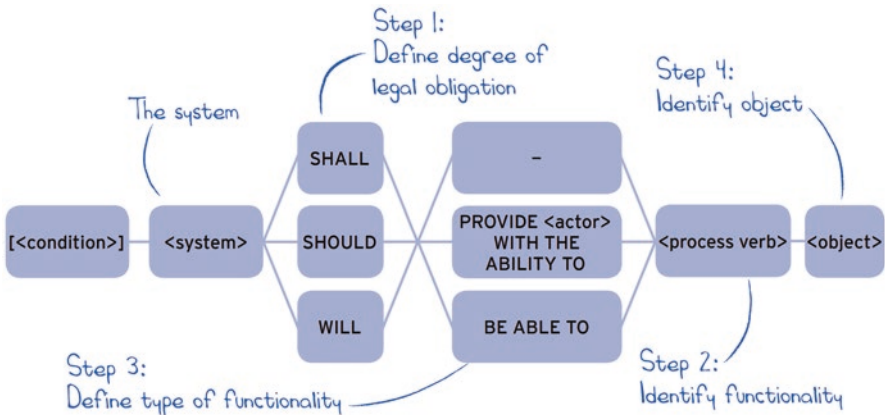 Step 1:
Define degree of
legal obligation
Step 4:
Identify object
The system
SHALL
–
[<condition>]
<system>
SHOULD
PROVIDE <actor>
WITH THE
ABILITY TO
<process verb>
<object>
WILL
BE ABLE TO
Step 3:
Define type of functionality
Step 2:
Identify functionality